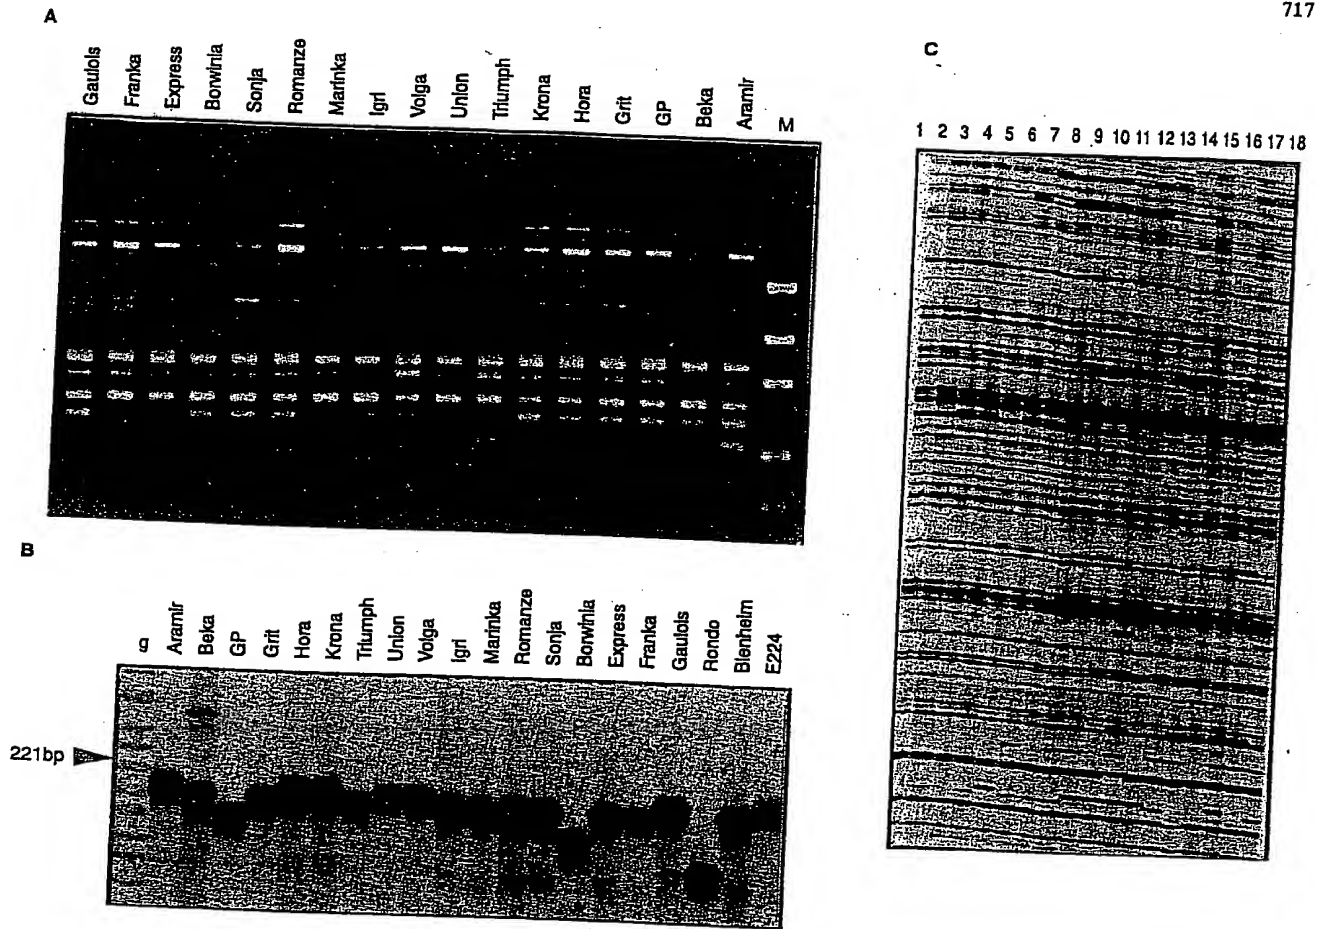 717
A
Gaulois
Franka
Express
Borwinia
Sonja
Romanze
Marinka
Igri
Volga
Union
Triumph
Krona
Hora
Grit
GP
Beka
Aramir
M
B
g
Aramir
Beka
GP
Grit
Hora
Krona
Triumph
Union
Volga
Igri
Marinka
Romanze
Sonja
Borwinia
Express
Franka
Gaulois
Rondo
Blenheim
E224
221bp
C
1 2 3 4 5 6 7 8 9 10 11 12 13 14 15 16 17 18